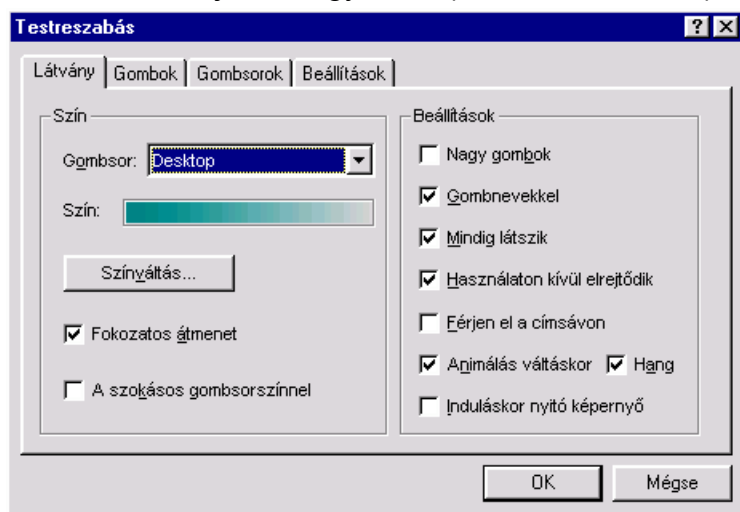 Testreszabás
Látvány Gombok Gombsorok Beállítások
Szín
Gombsor: Desktop
Szín:
Színváltás...
Fokozatos átmenet
A szokásos gombsorszínnel
Beállítások
Nagy gombok
Gombnevekkel
Mindig látszik
Használaton kívül elrejtődik
Férjen el a címsávon
Animálás váltáskor Hang
Induláskor nyitó képernyő
OK Mégse